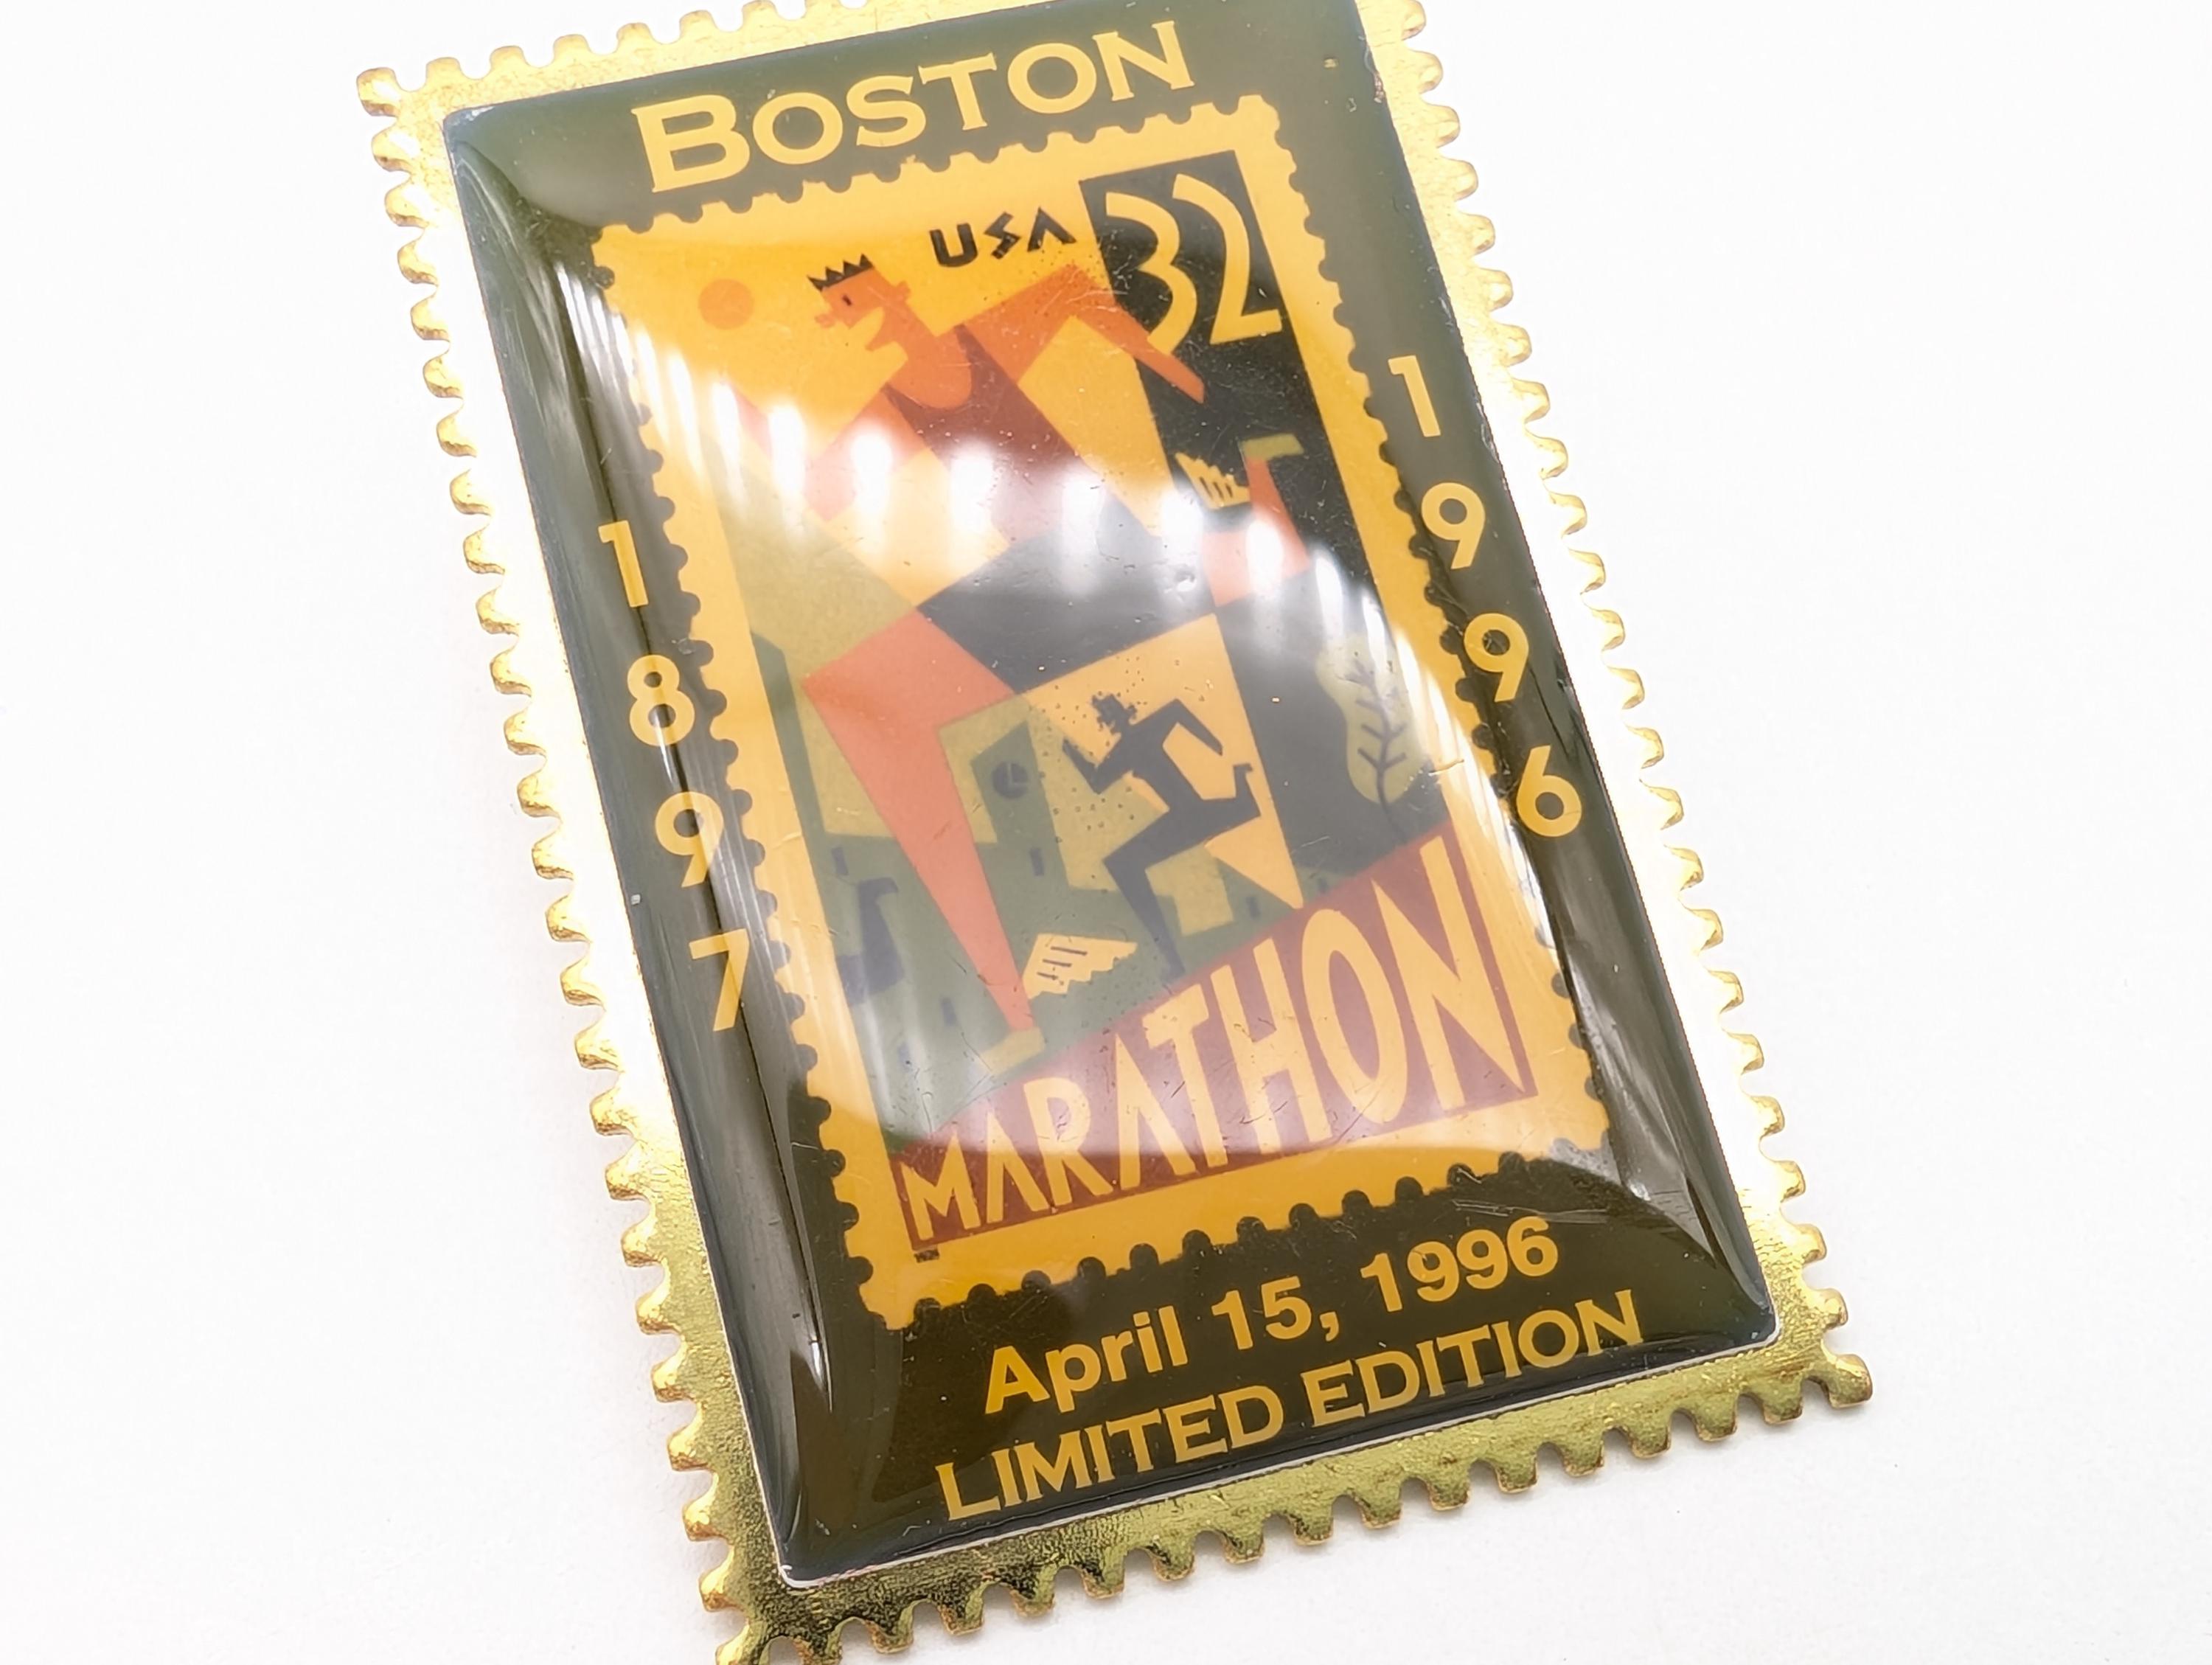 BOSTON
USA
32
1897
1996
MARATHON
April 15, 1996
LIMITED EDITION